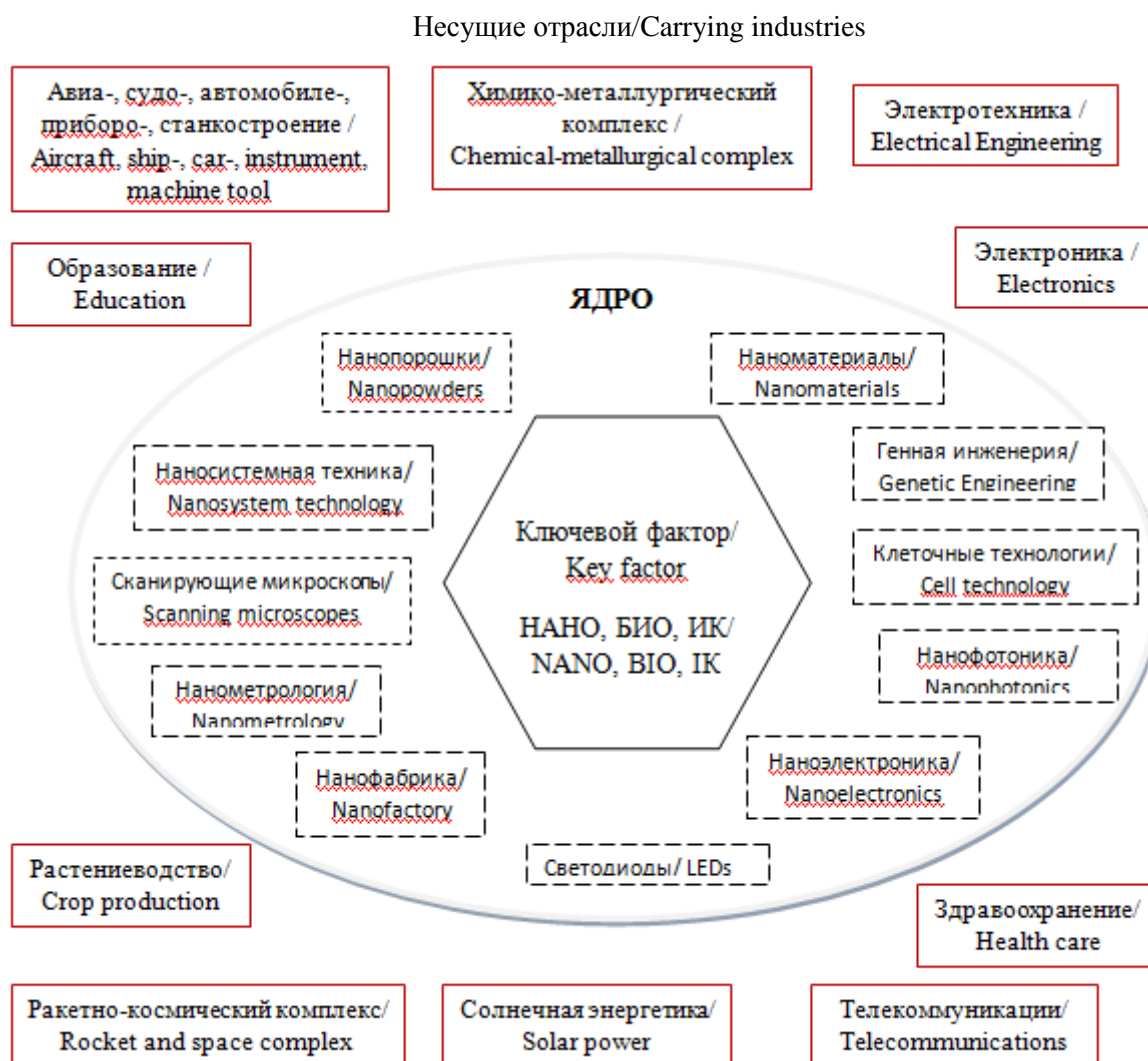 Несущие отрасли/Carrying industries
Авиа-, судо-, автомобиле-,
приборо-, станкостроение /
Aircraft, ship-, car-, instrument,
machine tool
Химико-металлургический
комплекс /
Chemical-metallurgical complex
Электротехника /
Electrical Engineering
Образование /
Education
Электроника /
Electronics
ЯДРО
Нанопорошки/
Nanopowders
Наноматериалы/
Nanomaterials
Наносистемная техника/
Nanosystem technology
Генная инженерия/
Genetic Engineering
Ключевой фактор/
Key factor
НАНО, БИО, ИК/
NANO, BIO, IК
Сканирующие микроскопы/
Scanning microscopes
Клеточные технологии/
Cell technology
Нанометрология/
Nanometrology
Нанофотоника/
Nanophotonics
Нанофабрика/
Nanofactory
Наноэлектроника/
Nanoelectronics
Светодиоды/ LEDs
Растениеводство/
Crop production
Здравоохранение/
Health care
Ракетно-космический комплекс/
Rocket and space complex
Солнечная энергетика/
Solar power
Телекоммуникации/
Telecommunications